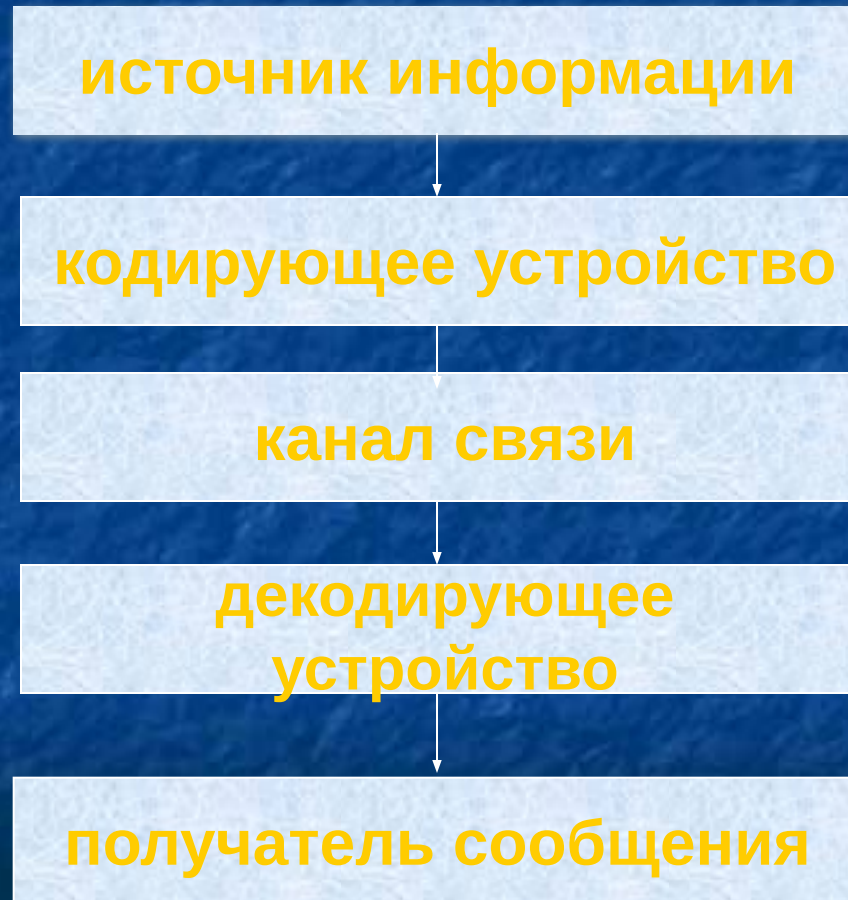 источник информации
кодирующее устройство
канал связи
декодирующее
устройство
получатель сообщения